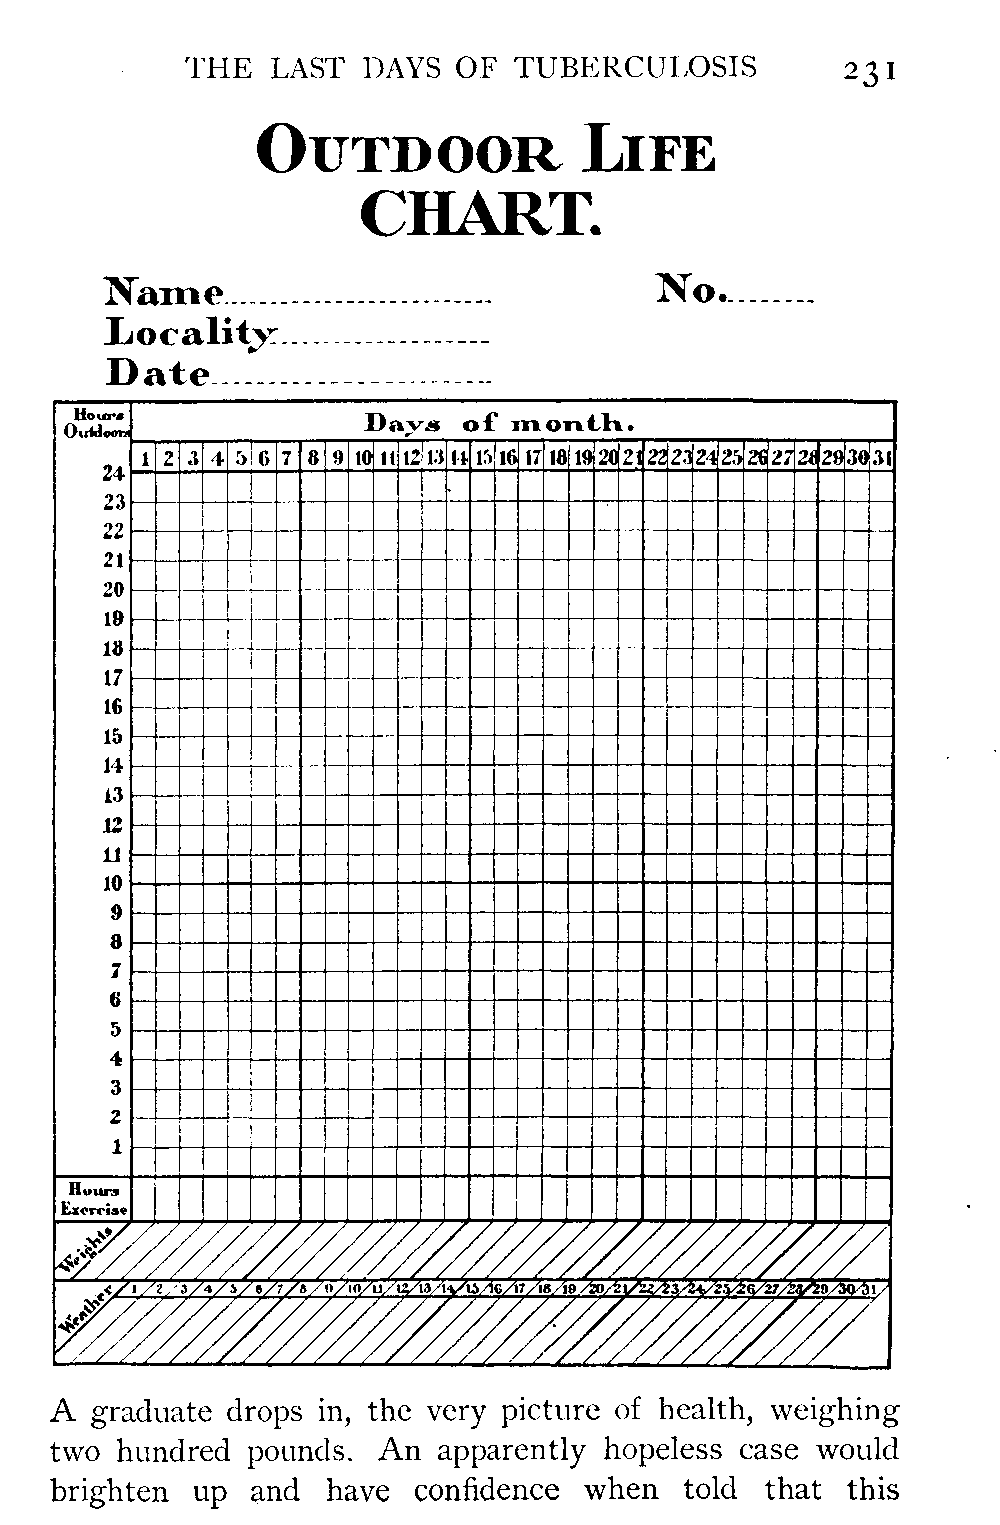 THE LAST DAYS OF TUBERCULOSIS 231
OUTDOOR LIFE
CHART.
Name No.
Locality
Date
Hours Outdoors
Days of month.
1 2 3 4 5 6 7 8 9 10 11 12 13 14 15 16 17 18 19 20 21 22 23 24 25 26 27 28 29 30 31
24
23
22
21
20
19
18
17
16
15
14
13
12
11
10
9
8
7
6
5
4
3
2
1
Hours
Exercise
Weights
Weather 1 2 3 4 5 6 7 8 9 10 11 12 13 14 15 16 17 18 19 20 21 22 23 24 25 26 27 28 29 30 31
A graduate drops in, the very picture of health, weighing
two hundred pounds. An apparently hopeless case would
brighten up and have confidence when told that this